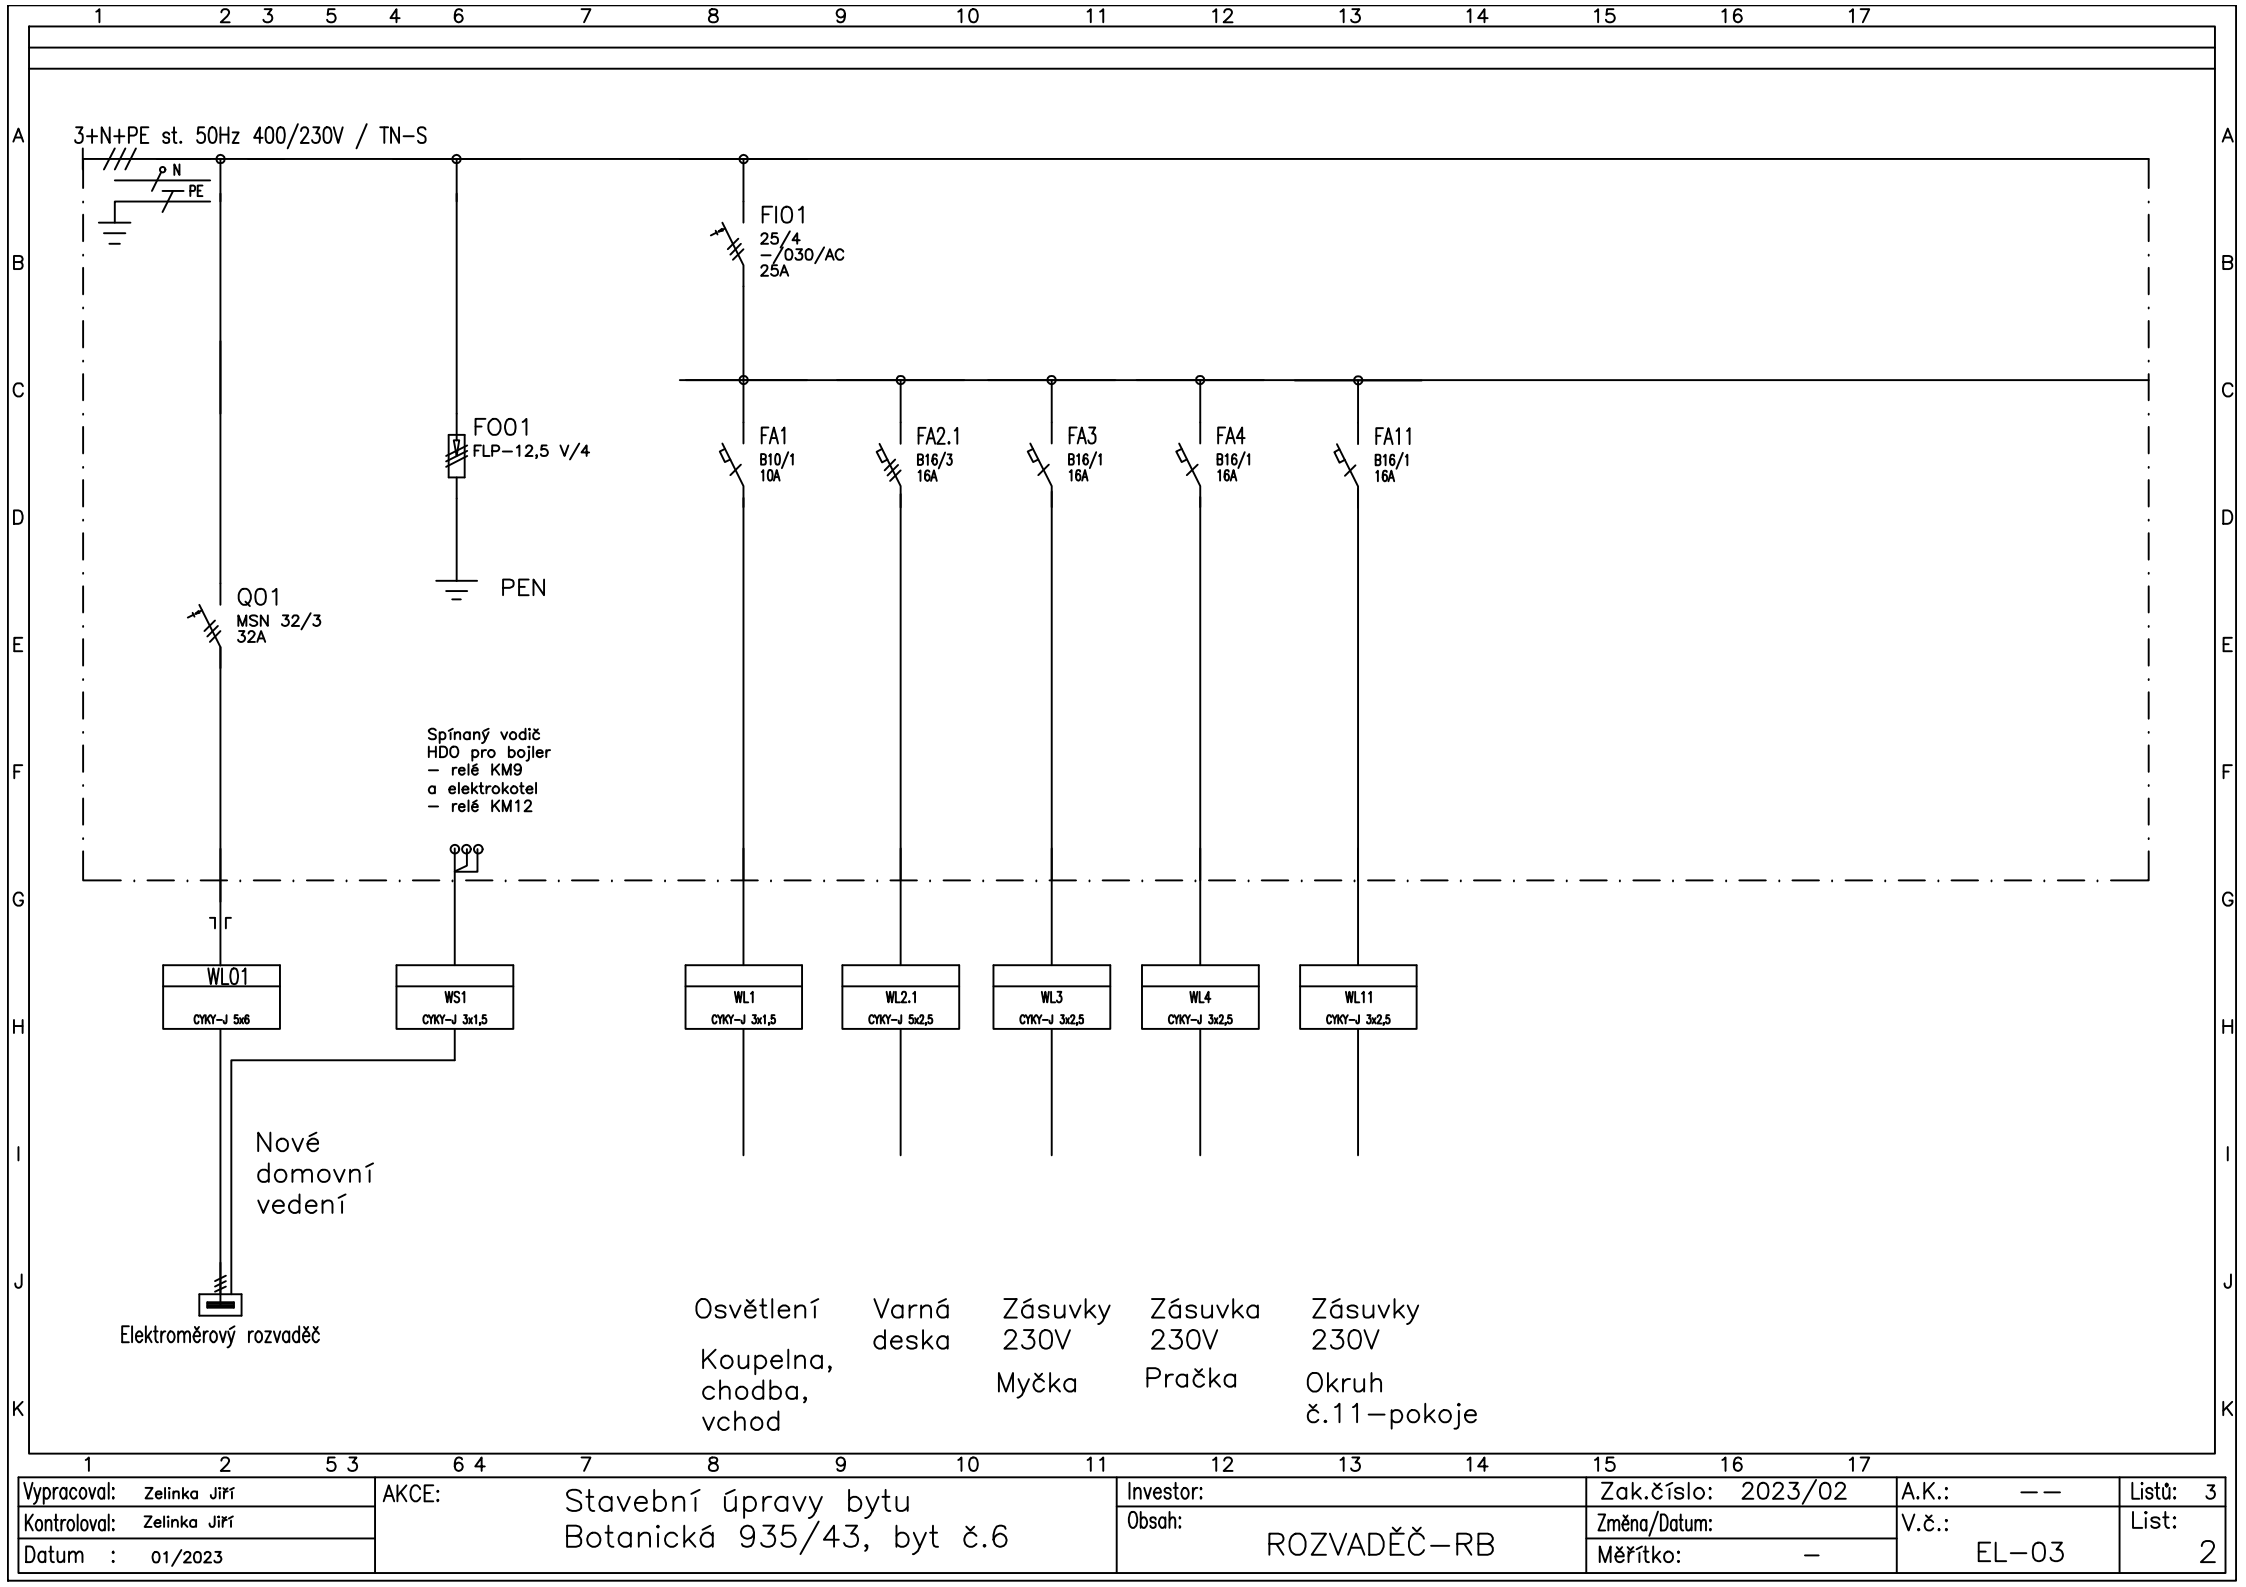 1 2 3 5 4 6 7 8 9 10 11 12 13 14 15 16 17
A 3+N+PE st. 50Hz 400/230V / TN-S A
N
PE
FI01
25/4
-/030/AC
25A
B B
C C
FO01
FLP-12,5 V/4
FA1
B10/1
10A
FA2.1
B16/3
16A
FA3
B16/1
16A
FA4
B16/1
16A
FA11
B16/1
16A
D D
PEN
Q01
MSN 32/3
32A
E E
Spínaný vodič
HDO pro bojler
- relé KM9
a elektrokotel
- relé KM12
F F
G G
WL01
CYKY-J 5x6
WS1
CYKY-J 3x1,5
WL1
CYKY-J 3x1,5
WL2.1
CYKY-J 5x2,5
WL3
CYKY-J 3x2,5
WL4
CYKY-J 3x2,5
WL11
CYKY-J 3x2,5
H H
Nové
domovní
vedení
I I
J J
Elektroměrový rozvaděč
Osvětlení
Koupelna,
chodba,
vchod
Varná
deska
Zásuvky
230V
Myčka
Zásuvka
230V
Pračka
Zásuvky
230V
Okruh
č.11-pokoje
K K
1 2 5 3 6 4 7 8 9 10 11 12 13 14 15 16 17
Vypracoval: Zelinka Jiří
Kontroloval: Zelinka Jiří
Datum : 01/2023
AKCE:
Stavební úpravy bytu
Botanická 935/43, byt č.6
Investor:
Obsah:
ROZVADĚČ-RB
Zak.číslo: 2023/02
Změna/Datum:
Měřítko: -
A.K.: --
V.č.:
EL-03
Listů: 3
List:
2